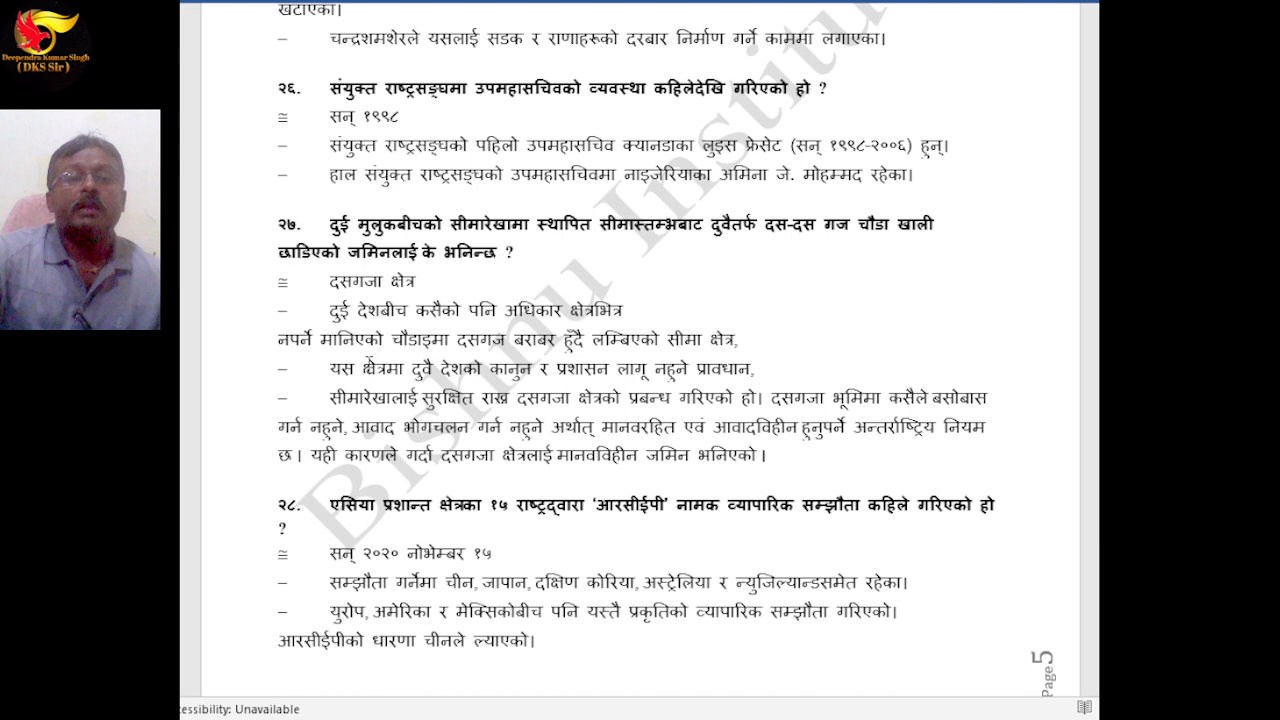 Deependra Kumar Singh
( DKS Sir )
खटाएका।
– चन्द्रशमशेरले यसलाई सडक र राणाहरूको दरबार निर्माण गर्ने काममा लगाएका।
२६. संयुक्त राष्ट्रसङ्घमा उपमहासचिवको व्यवस्था कहिलेदेखि गरिएको हो ?
≅ सन् १९९८
– संयुक्त राष्ट्रसङ्घको पहिलो उपमहासचिव क्यानडाका लुइस फ्रेसेट (सन् १९९८-२००६) हुन्।
– हाल संयुक्त राष्ट्रसङ्घको उपमहासचिवमा नाइजेरियाका अमिना जे. मोहम्मद रहेका।
२७. दुई मुलुकबीचको सीमारेखामा स्थापित सीमास्तम्भबाट दुवैतर्फ दस-दस गज चौडा खाली
छाडिएको जमिनलाई के भनिन्छ ?
≅ दसगजा क्षेत्र
– दुई देशबीच कसैको पनि अधिकार क्षेत्रभित्र
नपर्ने मानिएको चौडाइमा दसगज बराबर हुँदै लम्बिएको सीमा क्षेत्र,
– यस क्षेत्रमा दुवै देशको कानुन र प्रशासन लागू नहुने प्रावधान,
– सीमारेखालाई सुरक्षित राख्न दसगजा क्षेत्रको प्रबन्ध गरिएको हो। दसगजा भूमिमा कसैले बसोबास
गर्न नहुने, आवाद भोगचलन गर्न नहुने अर्थात् मानवरहित एवं आवादविहीन हुनुपर्ने अन्तर्राष्ट्रिय नियम
छ । यही कारणले गर्दा दसगजा क्षेत्रलाई मानवविहीन जमिन भनिएको ।
२८. एसिया प्रशान्त क्षेत्रका १५ राष्ट्रद्वारा ‘आरसीईपी’ नामक व्यापारिक सम्झौता कहिले गरिएको हो
?
≅ सन् २०२० नोभेम्बर १५
– सम्झौता गर्नेमा चीन, जापान, दक्षिण कोरिया, अस्ट्रेलिया र न्युजिल्यान्डसमेत रहेका।
– युरोप, अमेरिका र मेक्सिकोबीच पनि यस्तै प्रकृतिको व्यापारिक सम्झौता गरिएको।
आरसीईपीको धारणा चीनले ल्याएको।
Bishnu Institu
Page 5
essibility: Unavailable